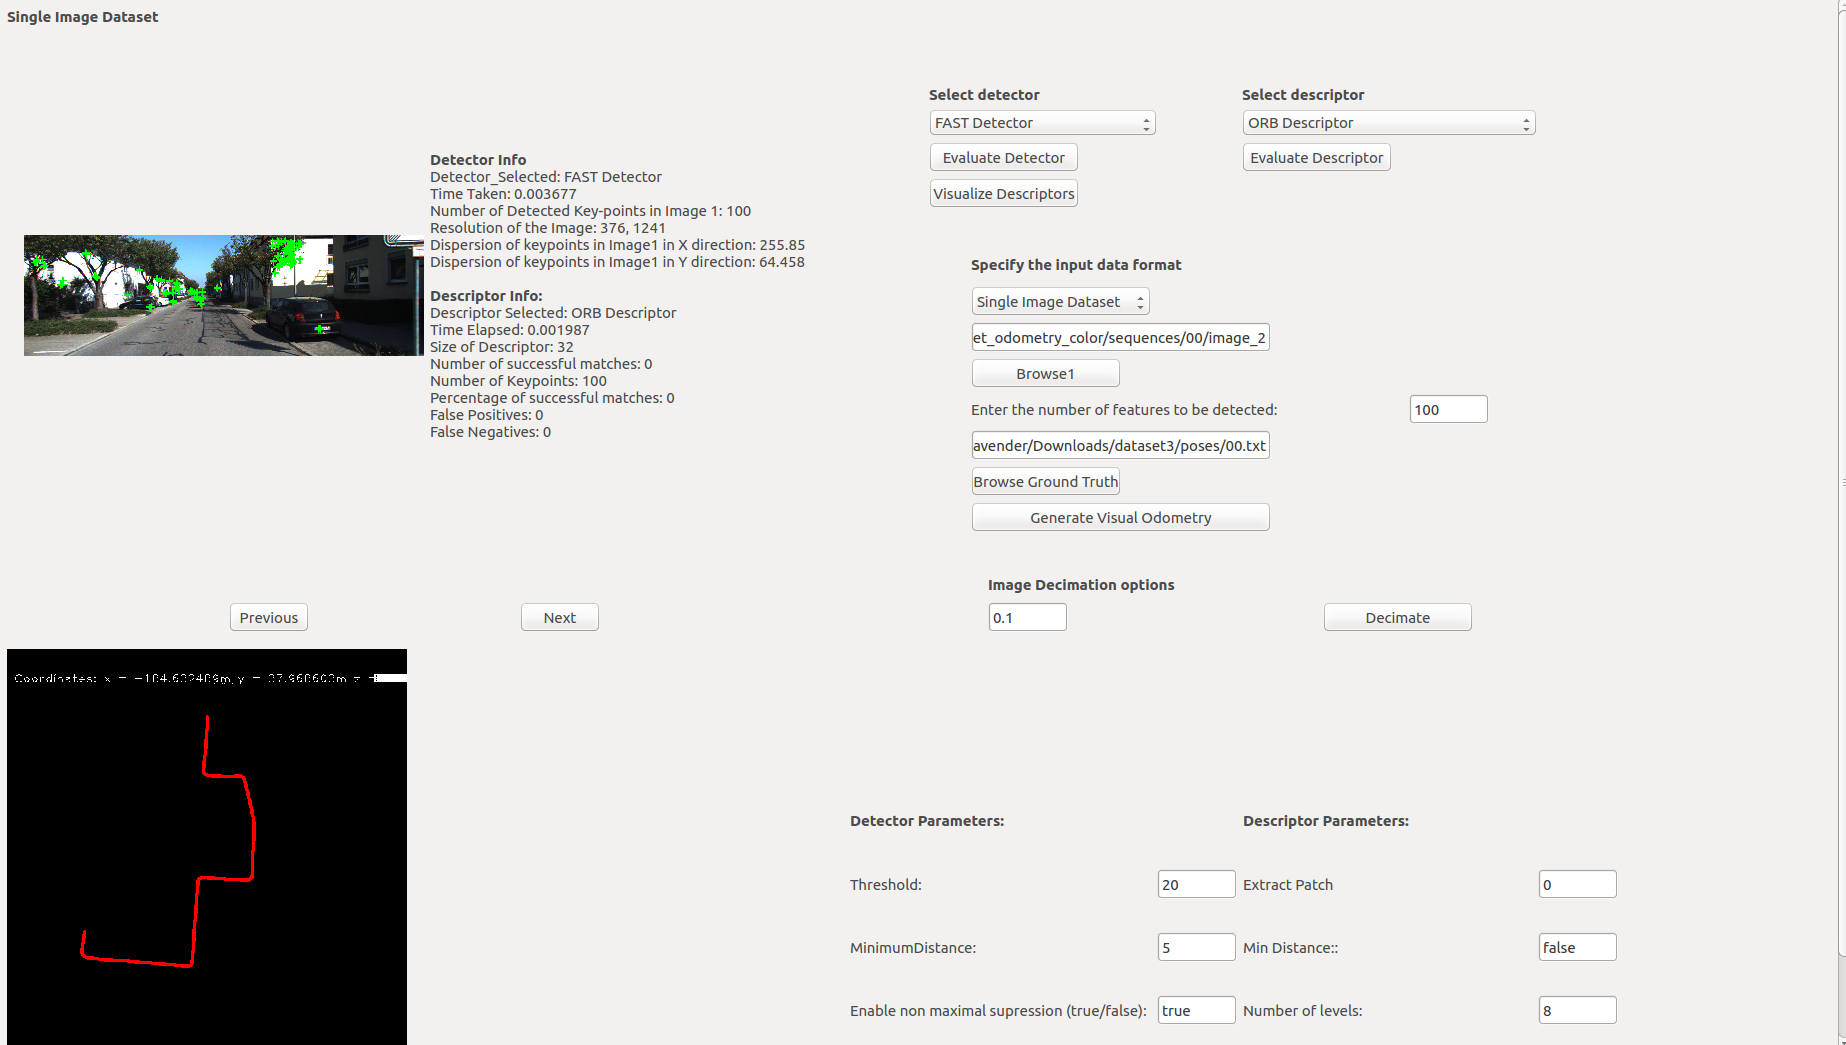 Single Image Dataset
Select detector
Select descriptor
FAST Detector
ORB Descriptor
Evaluate Detector
Evaluate Descriptor
Visualize Descriptors
Detector Info
Detector_Selected: FAST Detector
Time Taken: 0.003677
Number of Detected Key-points in Image 1: 100
Resolution of the Image: 376, 1241
Dispersion of keypoints in Image1 in X direction: 255.85
Dispersion of keypoints in Image1 in Y direction: 64.458
Descriptor Info:
Descriptor Selected: ORB Descriptor
Time Elapsed: 0.001987
Size of Descriptor: 32
Number of successful matches: 0
Number of Keypoints: 100
Percentage of successful matches: 0
False Positives: 0
False Negatives: 0
Specify the input data format
Single Image Dataset
et_odometry_color/sequences/00/image_2
Browse1
Enter the number of features to be detected:
100
avender/Downloads/dataset3/poses/00.txt
Browse Ground Truth
Generate Visual Odometry
Image Decimation options
Previous
Next
0.1
Decimate
Coordinates: x =
Detector Parameters:
Descriptor Parameters:
Threshold:
20
Extract Patch
0
MinimumDistance:
5
Min Distance::
false
Enable non maximal supression (true/false):
true
Number of levels:
8